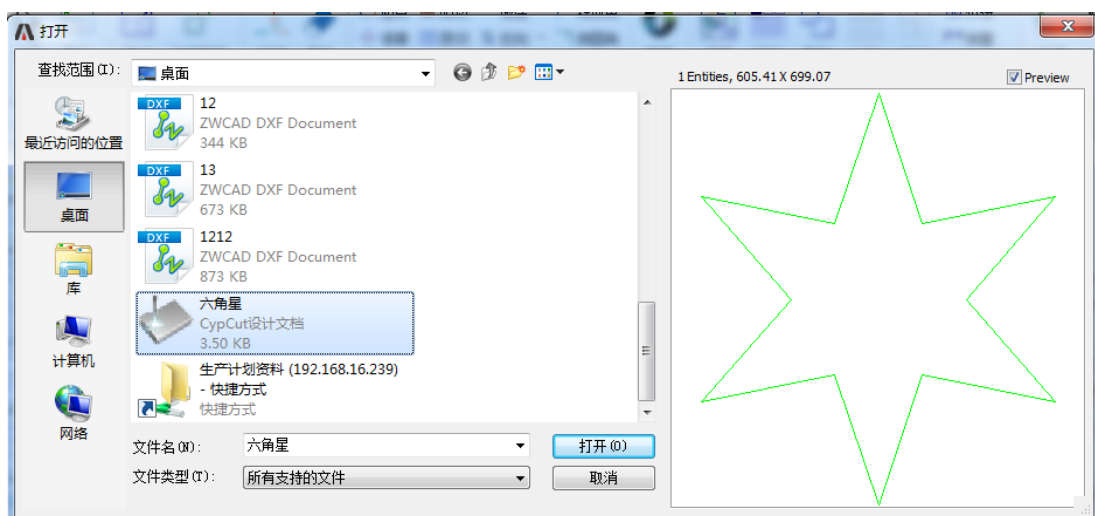 打开
查找范围(I):
桌面
1 Entities, 605.41 X 699.07
Preview
最近访问的位置
桌面
库
计算机
网络
DXF
12
ZWCAD DXF Document
344 KB
DXF
13
ZWCAD DXF Document
673 KB
DXF
1212
ZWCAD DXF Document
873 KB
六角星
CypCut设计文档
3.50 KB
生产计划资料 (192.168.16.239)
- 快捷方式
快捷方式
文件名(N):
六角星
打开(O)
文件类型(T):
所有支持的文件
取消